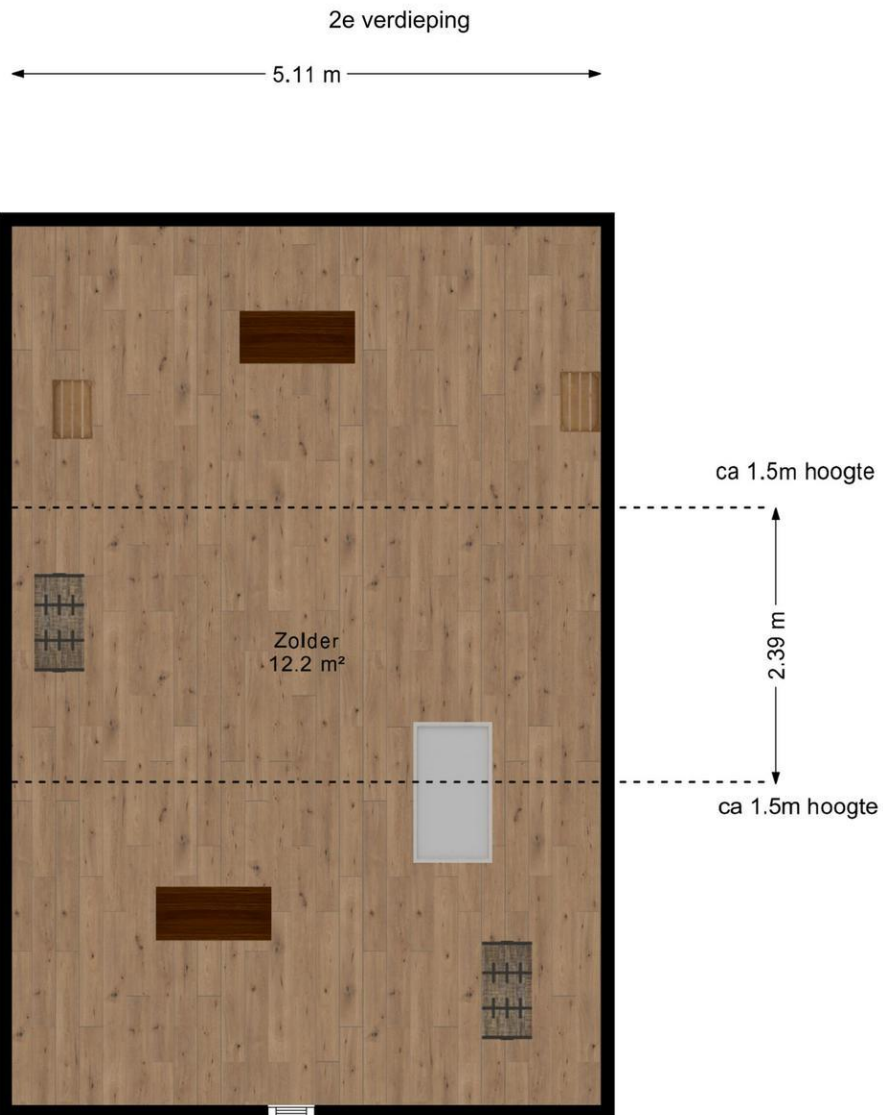 2e verdieping
5.11 m
ca 1.5m hoogte
2.39 m
Zolder
12.2 m²
ca 1.5m hoogte